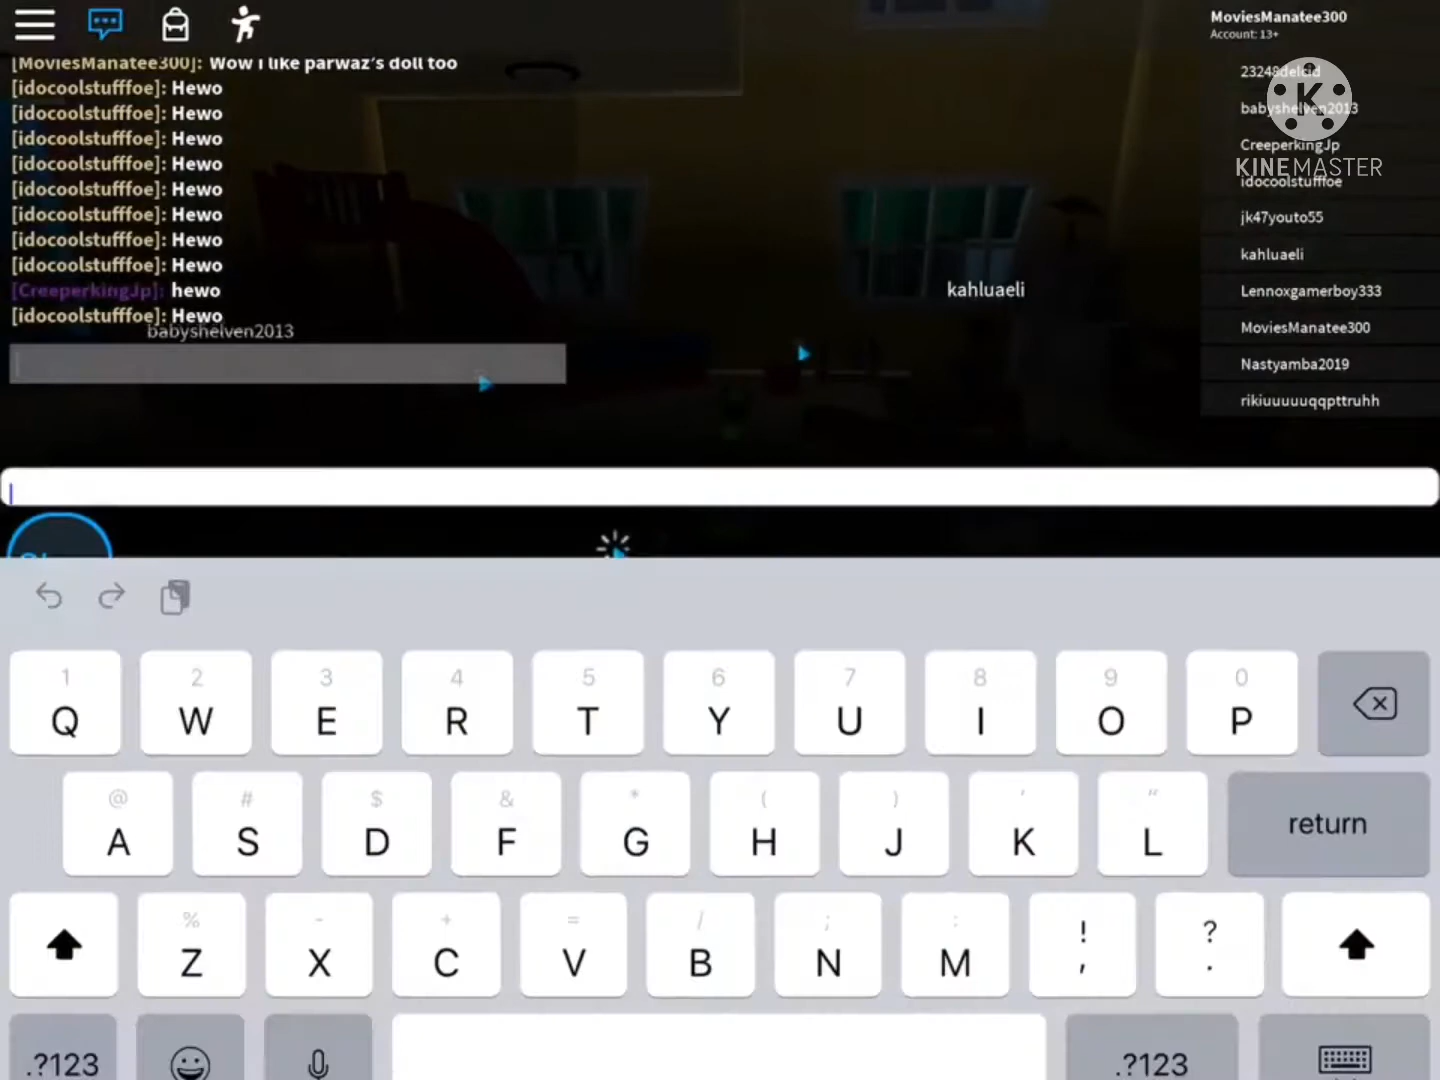 MoviesManatee300
Account: 13+
[MoviesManatee300]: Wow i like parwaz's doll too
[idocoolstufffoe]: Hewo
[idocoolstufffoe]: Hewo
[idocoolstufffoe]: Hewo
[idocoolstufffoe]: Hewo
[idocoolstufffoe]: Hewo
[idocoolstufffoe]: Hewo
[idocoolstufffoe]: Hewo
[idocoolstufffoe]: Hewo
[CreeperkingJp]: hewo
[idocoolstufffoe]: Hewo
babyshelven2013
kahluaeli
23248delcid
babyshelven2013
CreeperkingJp
K
KINEMASTER
idocoolstufffoe
jk47youto55
kahluaeli
Lennoxgamerboy333
MoviesManatee300
Nastyamba2019
rikiuuuuuqqpttruhh
1 2 3 4 5 6 7 8 9 0
Q W E R T Y U I O P
@ # $ & * ( ) ' "
A S D F G H J K L return
% - + = / ; : ! ?
Z X C V B N M , .
.?123 .?123